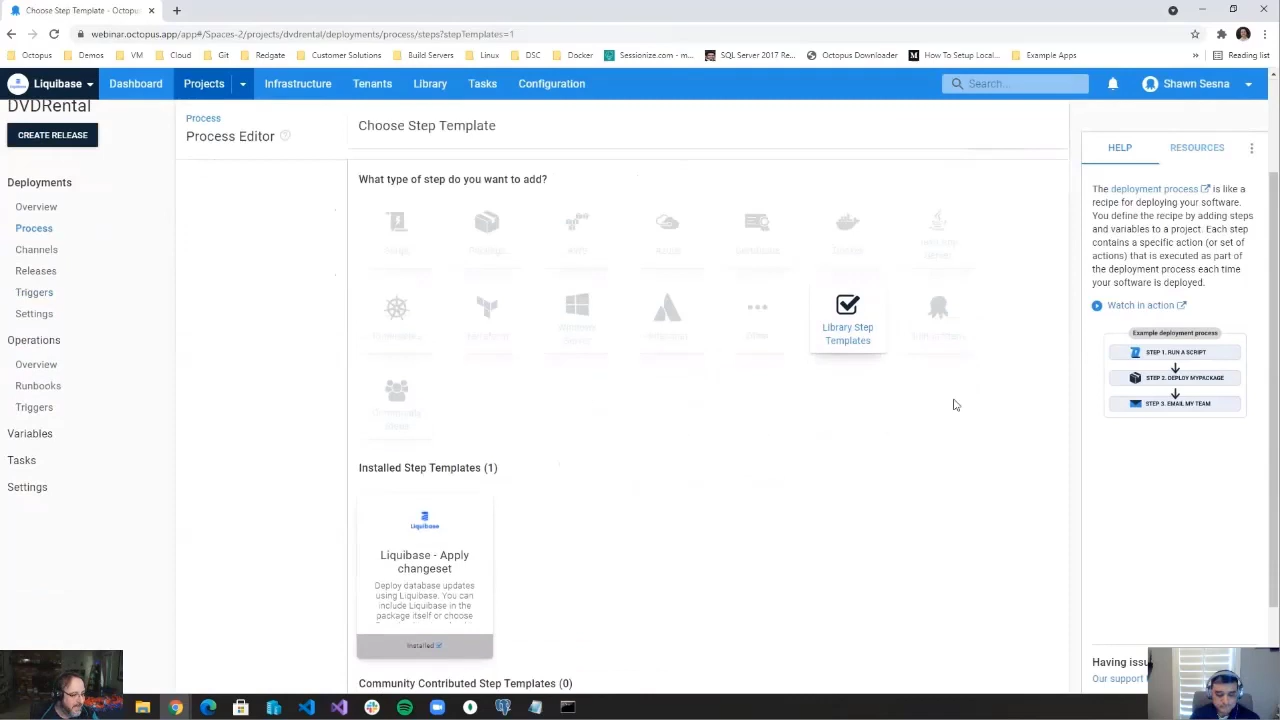 Choose Step Template - Octopus
webinar.octopus.app/app#/Spaces-2/dvdrental/deployments/process/steps?stepTemplates=1
Octopus
Demos
VM
Cloud
Git
Redgate
Customer Solutions
Build Servers
Linux
DSC
Docker
Sessionize.com - m...
SQL Server 2017 Re...
Octopus Downloader
How To Setup Local...
Example Apps
»
Reading list
Liquibase
Dashboard
Projects
Infrastructure
Tenants
Library
Tasks
Configuration
Search...
Shawn Sesna
DVDRental
CREATE RELEASE
Deployments
Overview
Process
Channels
Releases
Triggers
Settings
Operations
Overview
Runbooks
Triggers
Variables
Tasks
Settings
Process
Process Editor
Choose Step Template
What type of step do you want to add?
Azure
Docker
Server
Windows
Server
Library Step
Templates
Installed Step Templates (1)
Liquibase
Liquibase - Apply
changeset
Deploy database updates
using Liquibase. You can
include Liquibase in the
package itself or choose
Installed
Community Contributed Step Templates (0)
HELP
RESOURCES
The deployment process is like a
recipe for deploying your software.
You define the recipe by adding steps
and variables to a project. Each step
contains a specific action (or set of
actions) that is executed as part of
the deployment process each time
your software is deployed.
Watch in action
Example deployment process
STEP 1. RUN A SCRIPT
STEP 2. DEPLOY MYPACKAGE
STEP 3. EMAIL MY TEAM
Having issu
Our support